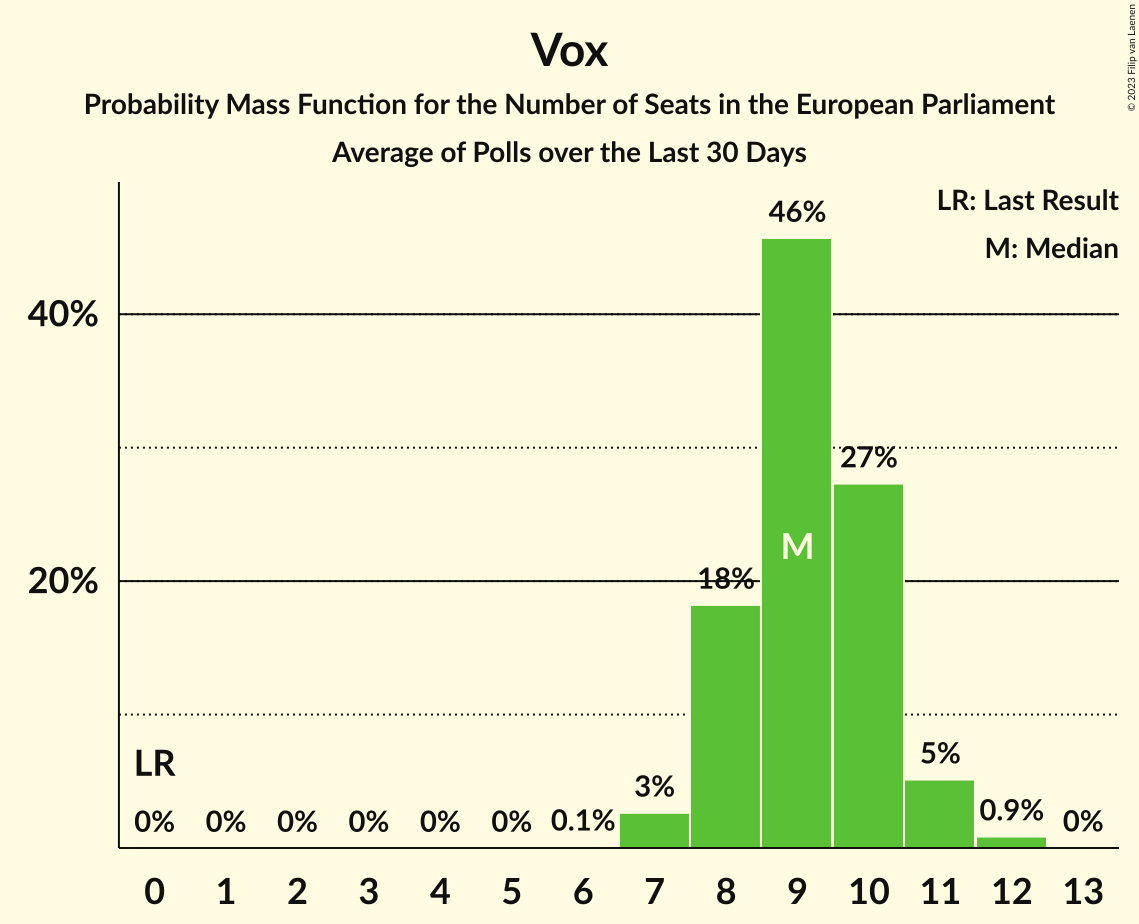 Vox
Probability Mass Function for the Number of Seats in the European Parliament
Average of Polls over the Last 30 Days
© 2023 Filip van Laenen
LR: Last Result
M: Median
46%
40%
27%
M
20%
18%
LR
5%
3%
0% 0% 0% 0% 0% 0% 0.1% 0.9% 0%
0 1 2 3 4 5 6 7 8 9 10 11 12 13